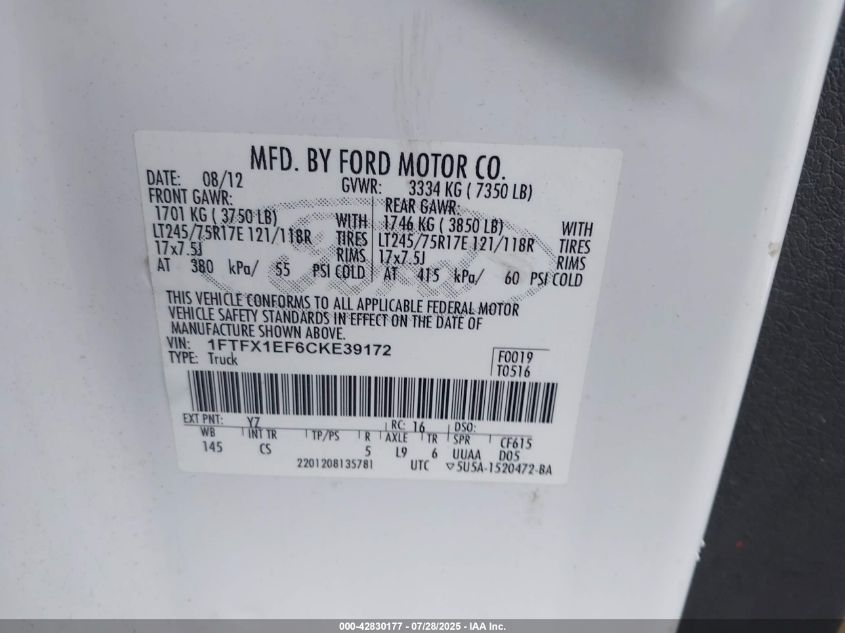 MFD. BY FORD MOTOR CO.
DATE: 08/12 GVWR: 3334 KG ( 7350 LB)
FRONT GAWR: REAR GAWR:
1701 KG ( 3750 LB) WITH 1746 KG ( 3850 LB) WITH
LT245/75R17E 121/118R TIRES LT245/75R17E 121/118R TIRES
17x7.5J RIMS 17x7.5J RIMS
AT 380 kPa/ 55 PSI COLD AT 415 kPa/ 60 PSI COLD
THIS VEHICLE CONFORMS TO ALL APPLICABLE FEDERAL MOTOR
VEHICLE SAFETY STANDARDS IN EFFECT ON THE DATE OF
MANUFACTURE SHOWN ABOVE.
VIN: 1FTFX1EF6CKE39172
TYPE: Truck
F0019
T0516
EXT PNT: YZ RC: 16 DSO:
WB INT TR TP/PS R AXLE TR SPR CF615
145 CS 5 L9 6 UUAA D05
2201208135781 UTC ▽5U5A-1520472-BA
Ford
000-42830177 - 07/28/2025 - IAA Inc.